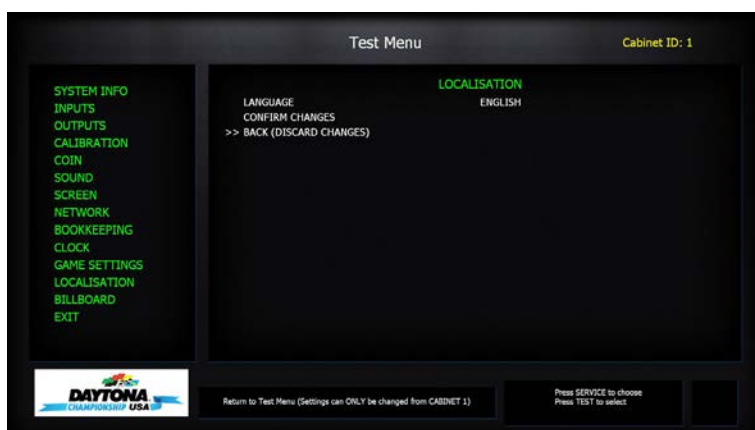 Test Menu
Cabinet ID: 1
SYSTEM INFO
INPUTS
OUTPUTS
CALIBRATION
COIN
SOUND
SCREEN
NETWORK
BOOKKEEPING
CLOCK
GAME SETTINGS
LOCALISATION
BILLBOARD
EXIT
LOCALISATION
LANGUAGE ENGLISH
CONFIRM CHANGES
>> BACK (DISCARD CHANGES)
DAYTONA
CHAMPIONSHIP USA
Return to Test Menu (Settings can ONLY be changed from CABINET 1)
Press SERVICE to choose
Press TEST to select